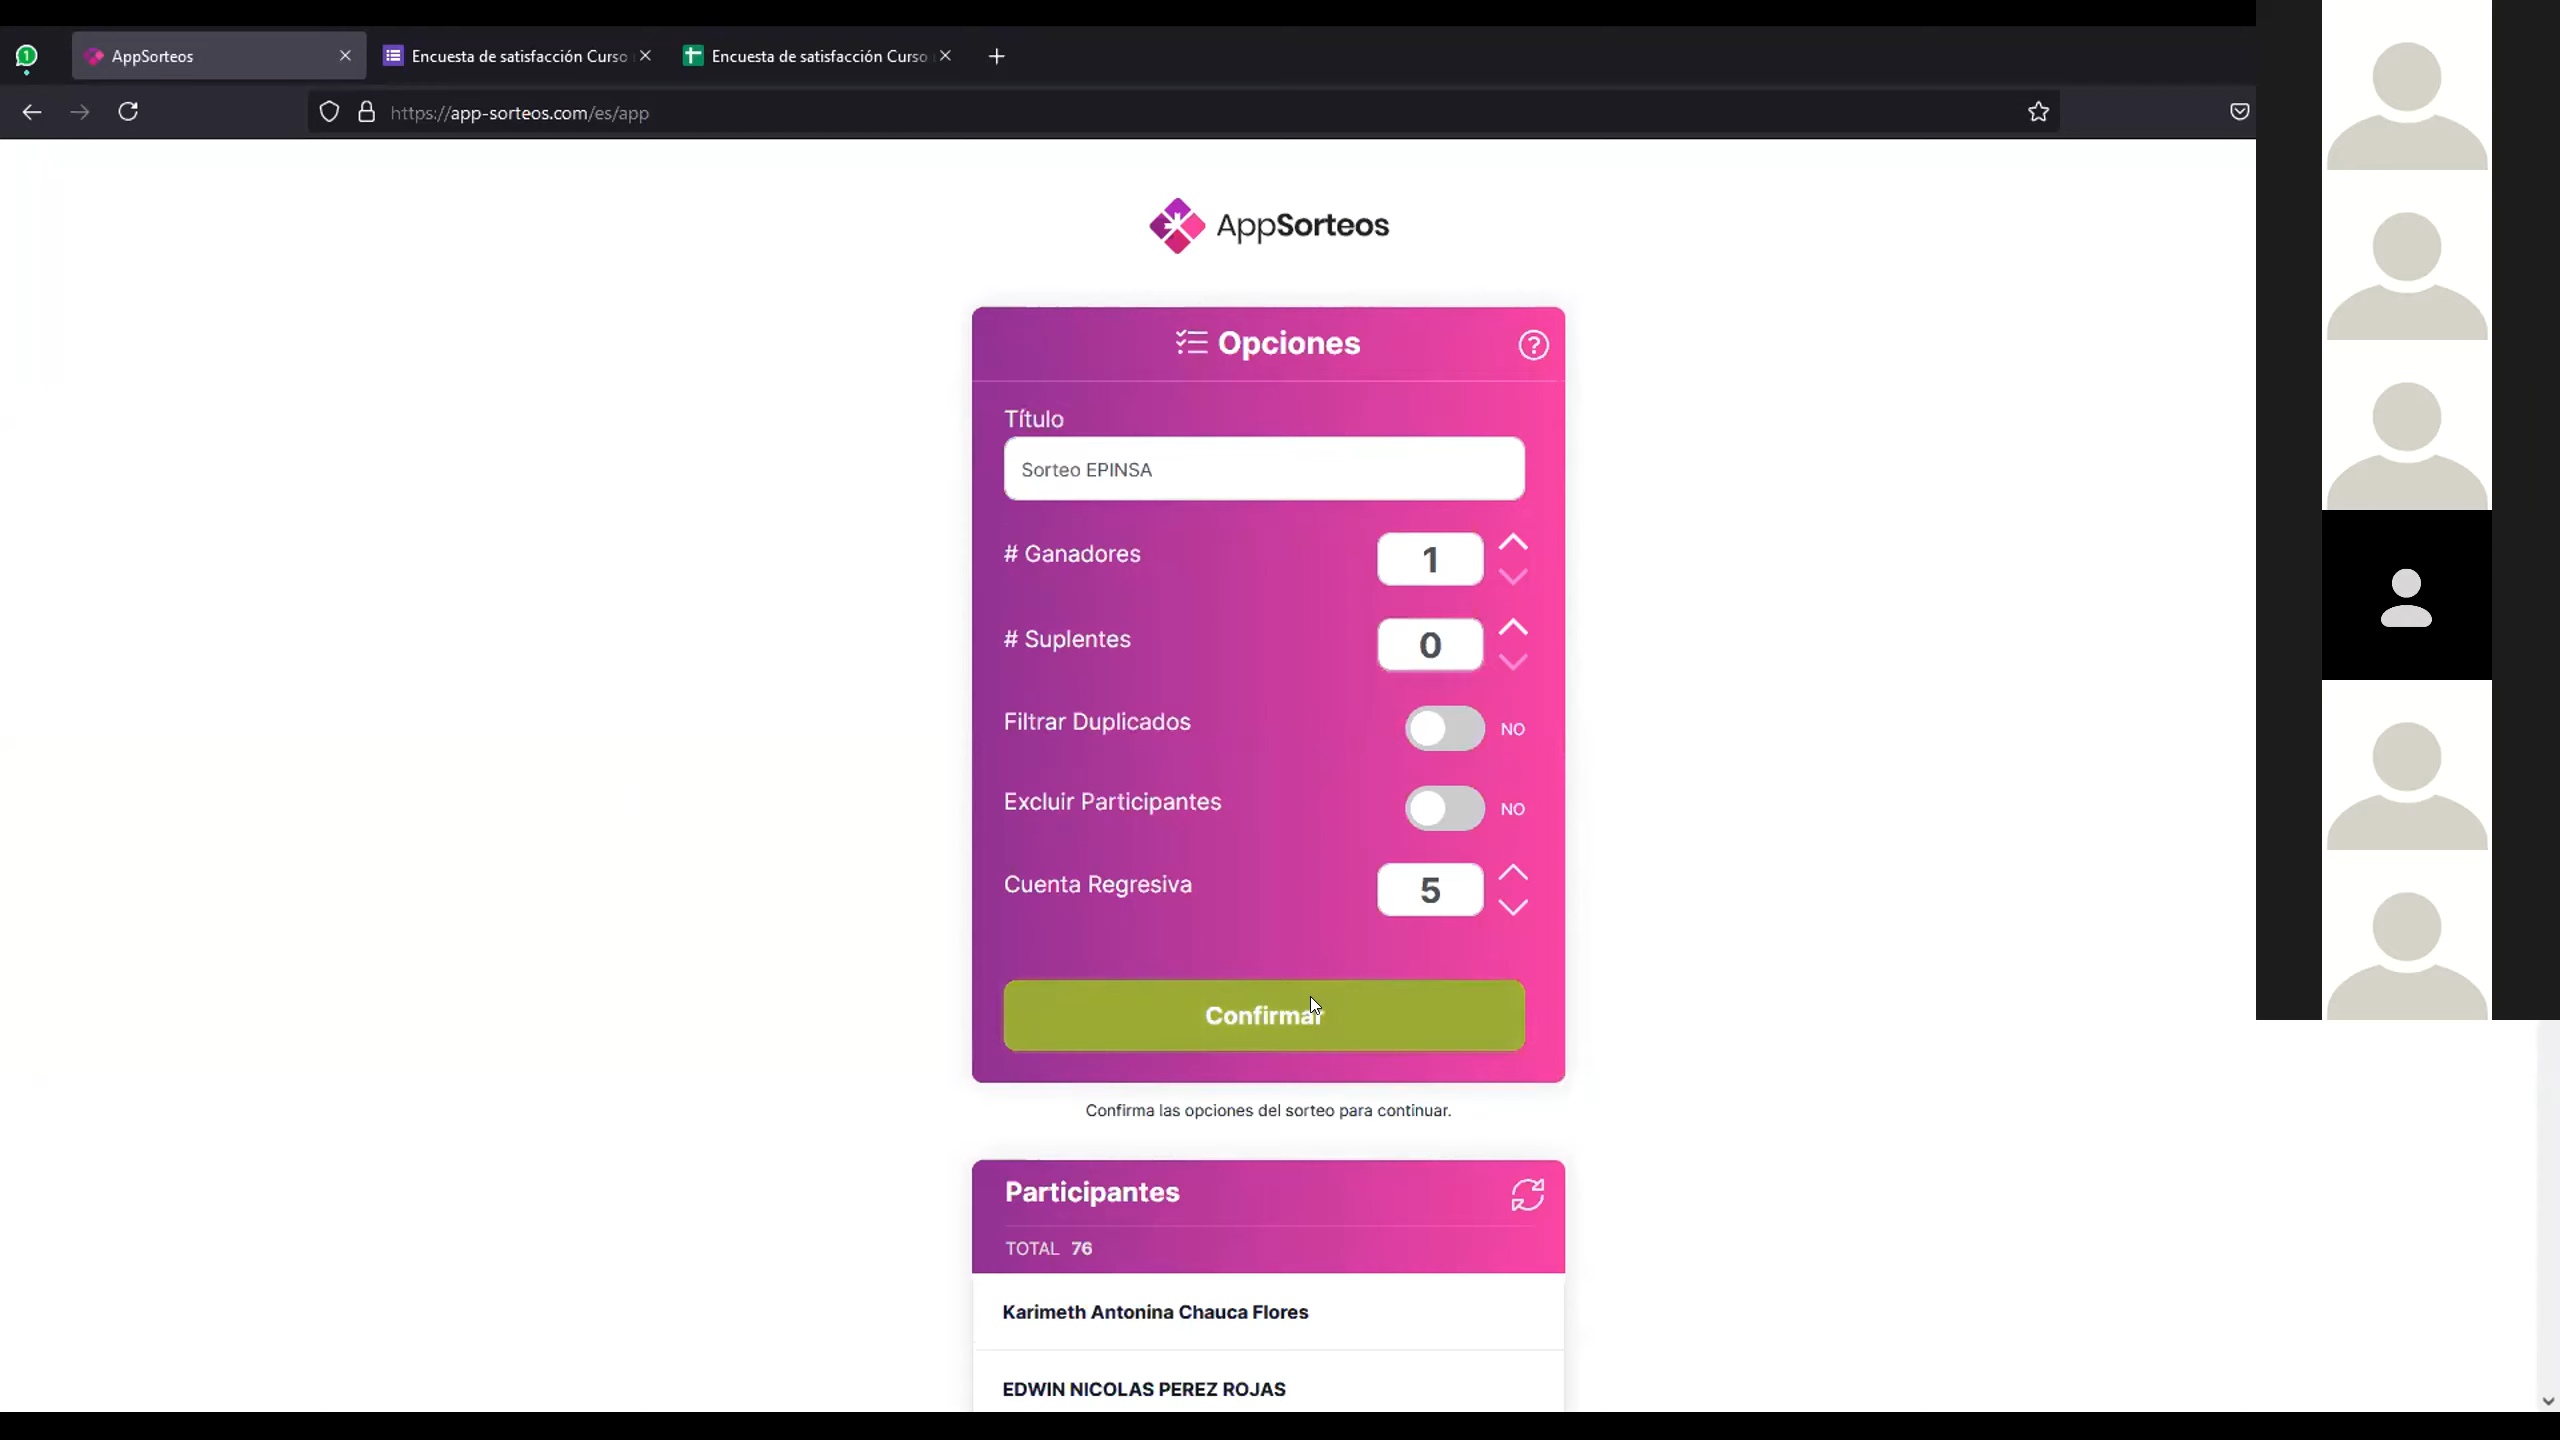 1
AppSorteos
Encuesta de satisfacción Curso
Encuesta de satisfacción Curso
https://app-sorteos.com/es/app
AppSorteos
Opciones
?
Título
Sorteo EPINSA
# Ganadores
1
# Suplentes
0
Filtrar Duplicados
NO
Excluir Participantes
NO
Cuenta Regresiva
5
Confirmar
Confirma las opciones del sorteo para continuar.
Participantes
TOTAL 76
Karimeth Antonina Chauca Flores
EDWIN NICOLAS PEREZ ROJAS